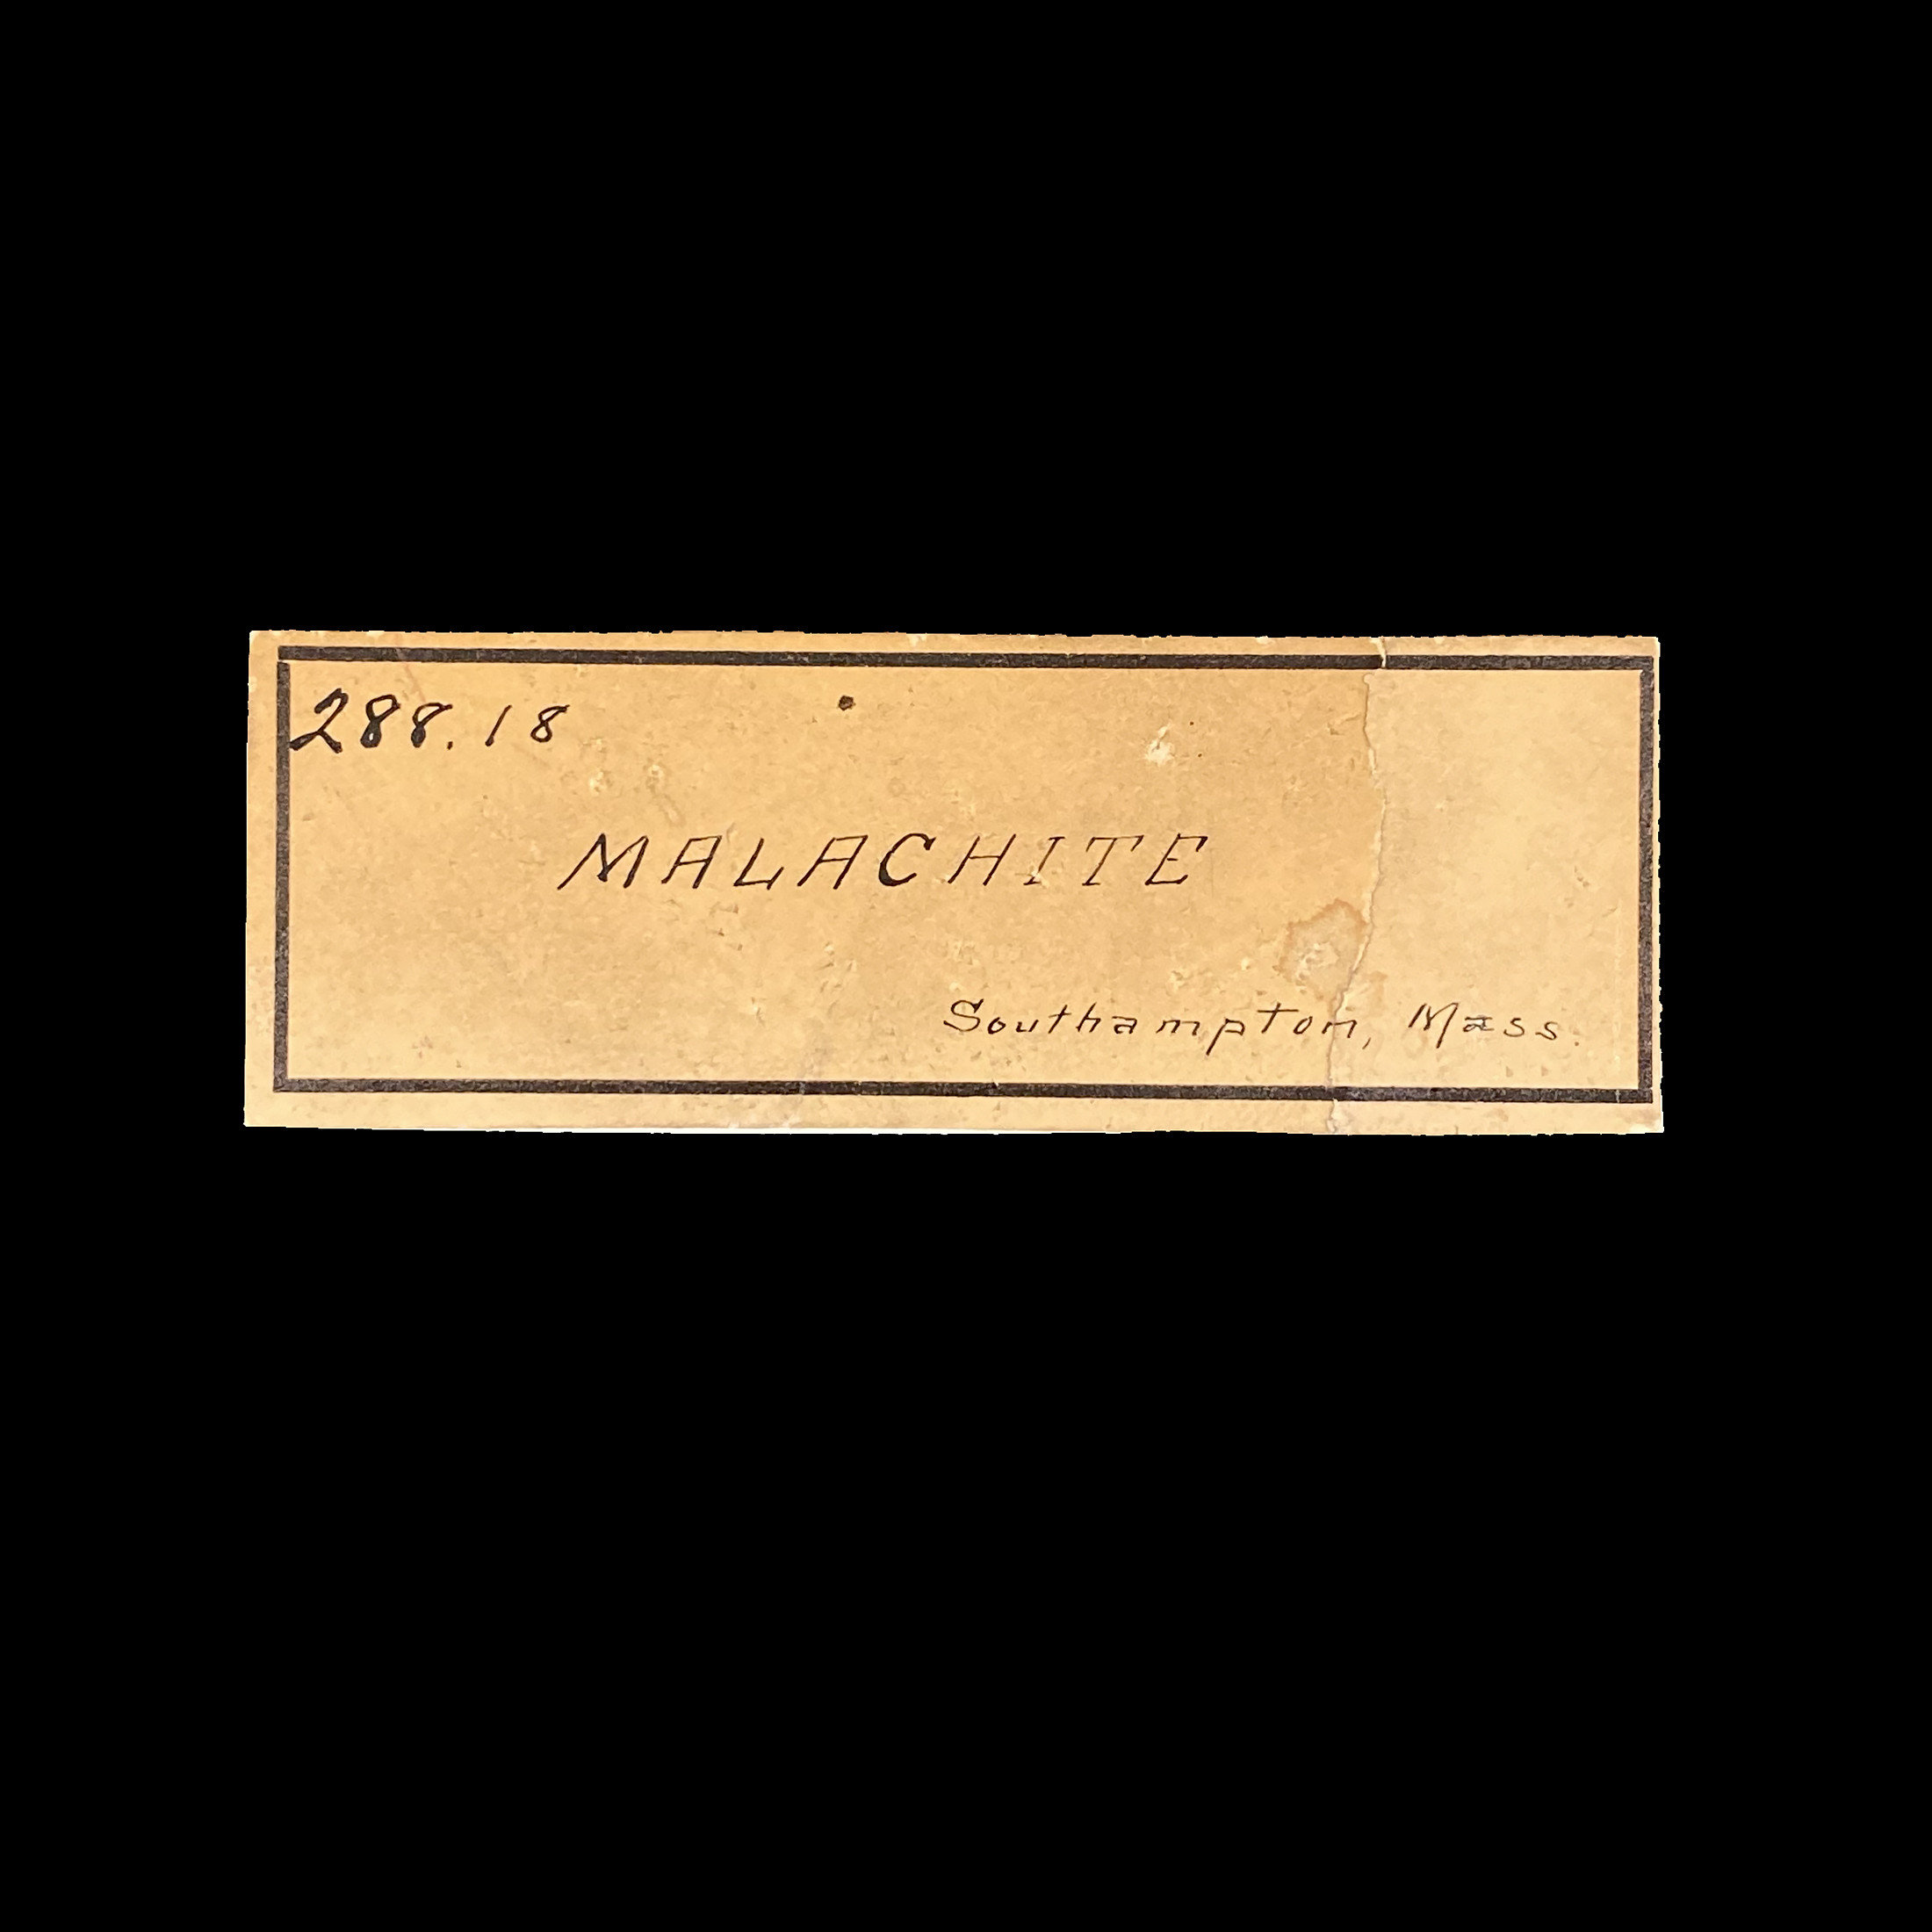 288.18
MALACHITE
Southampton, Mass.